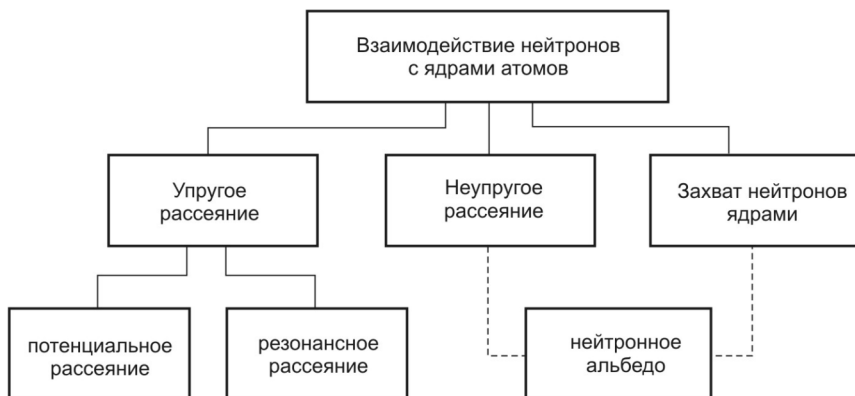 Взаимодействие нейтронов
с ядрами атомов
Упругое
рассеяние
Неупругое
рассеяние
Захват нейтронов
ядрами
потенциальное
рассеяние
резонансное
рассеяние
нейтронное
альбедо